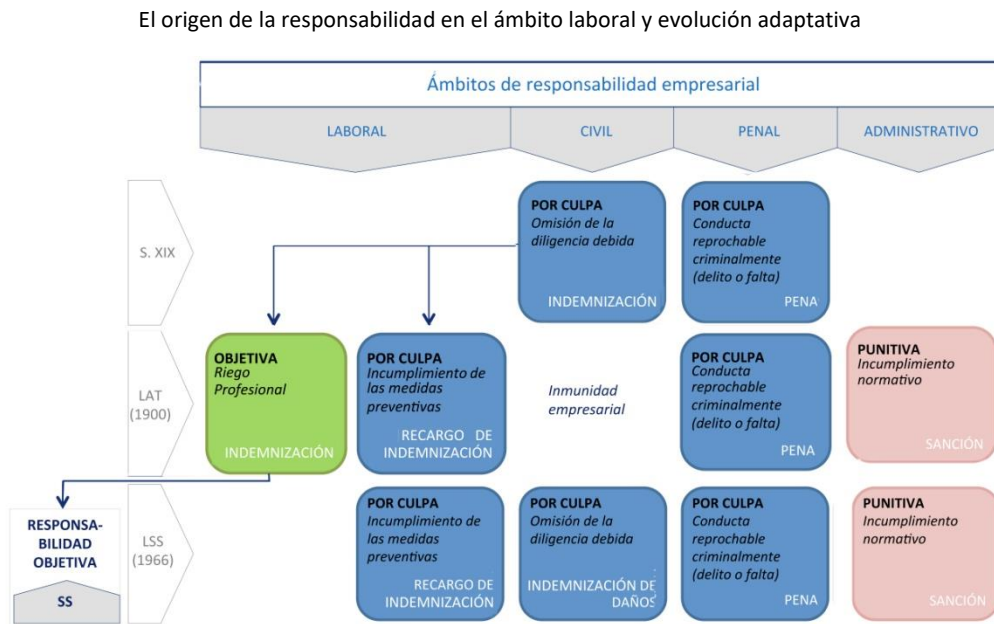 El origen de la responsabilidad en el ámbito laboral y evolución adaptativa
Ámbitos de responsabilidad empresarial
LABORAL
CIVIL
PENAL
ADMINISTRATIVO
S. XIX
POR CULPA
Omisión de la
diligencia debida
INDEMNIZACIÓN
POR CULPA
Conducta
reprochable
criminalmente
(delito o falta)
PENA
LAT
(1900)
OBJETIVA
Riego
Profesional
INDEMNIZACIÓN
POR CULPA
Incumplimiento de
las medidas
preventivas
RECARGO DE
INDEMNIZACIÓN
Inmunidad
empresarial
POR CULPA
Conducta
reprochable
criminalmente
(delito o falta)
PENA
PUNITIVA
Incumplimiento
normativo
SANCIÓN
RESPONSA-
BILIDAD
OBJETIVA
SS
LSS
(1966)
POR CULPA
Incumplimiento de
las medidas
preventivas
RECARGO DE
INDEMNIZACIÓN
POR CULPA
Omisión de la
diligencia debida
INDEMNIZACIÓN DE
DAÑOS
POR CULPA
Conducta
reprochable
criminalmente
(delito o falta)
PENA
PUNITIVA
Incumplimiento
normativo
SANCIÓN